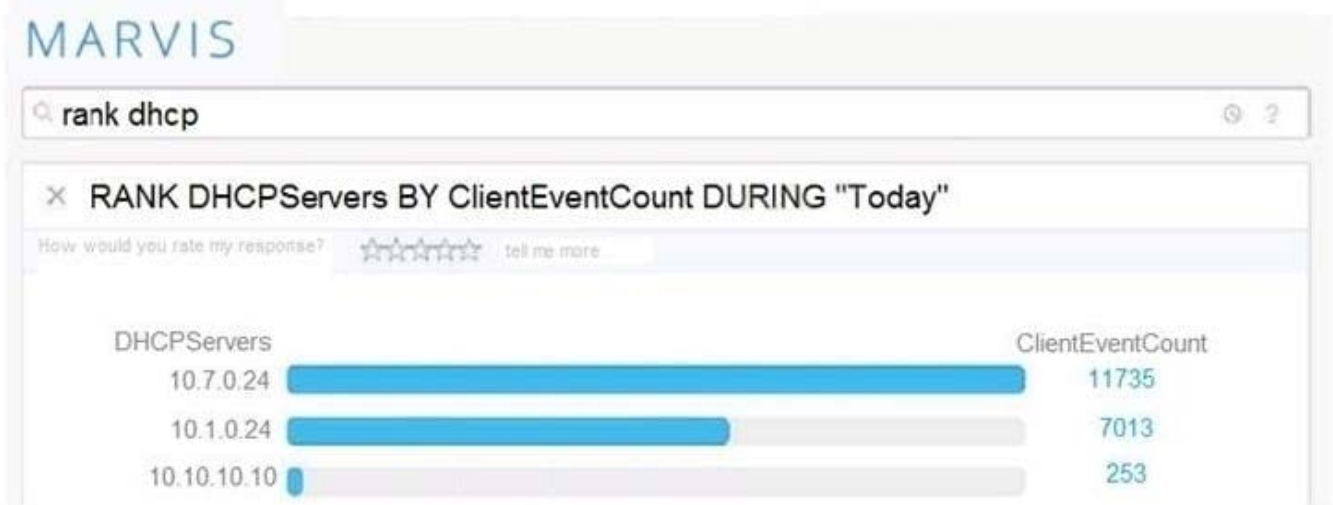 MARVIS
rank dhcp ?
× RANK DHCPServers BY ClientEventCount DURING "Today"
How would you rate my response? tell me more
DHCPServers ClientEventCount
10.7.0.24 11735
10.1.0.24 7013
10.10.10.10 253